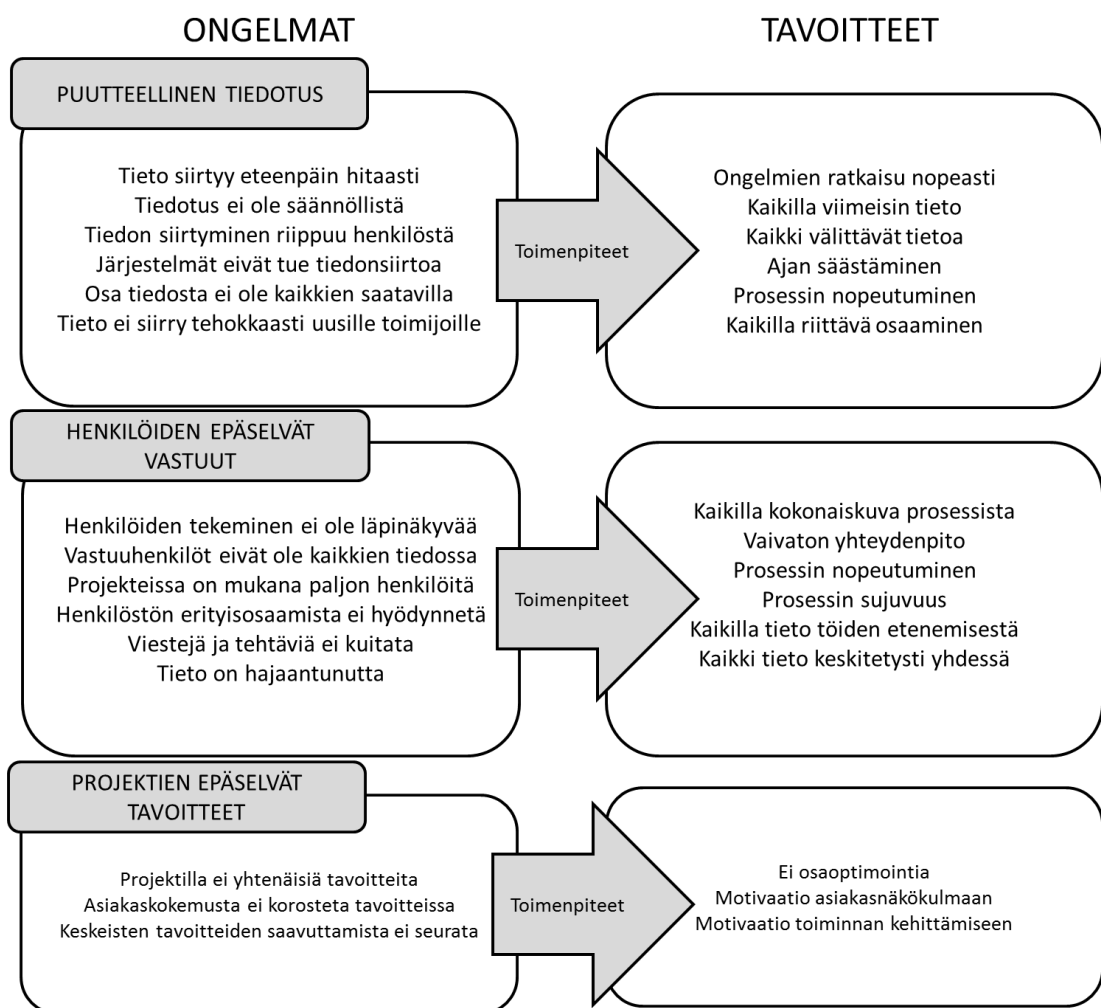 ONGELMAT
TAVOITTEET
PUUTTEELLINEN TIEDOTUS
Tieto siirtyy eteenpäin hitaasti
Tiedotus ei ole säännöllistä
Tiedon siirtyminen riippuu henkilöstä
Järjestelmät eivät tue tiedonsiirtoa
Osa tiedosta ei ole kaikkien saatavilla
Tieto ei siirry tehokkaasti uusille toimijoille
Toimenpiteet
Ongelmien ratkaisu nopeasti
Kaikilla viimeisin tieto
Kaikki välittävät tietoa
Ajan säästäminen
Prosessin nopeutuminen
Kaikilla riittävä osaaminen
HENKILÖIDEN EPÄSELVÄT
VASTUUT
Henkilöiden tekeminen ei ole läpinäkyvää
Vastuuhenkilöt eivät ole kaikkien tiedossa
Projekteissa on mukana paljon henkilöitä
Henkilöstön erityisosaamista ei hyödynnetä
Viestejä ja tehtäviä ei kuitata
Tieto on hajaantunutta
Toimenpiteet
Kaikilla kokonaiskuva prosessista
Vaivaton yhteydenpito
Prosessin nopeutuminen
Prosessin sujuvuus
Kaikilla tieto töiden etenemisestä
Kaikki tieto keskitetysti yhdessä
PROJEKTIEN EPÄSELVÄT
TAVOITTEET
Projektilla ei yhtenäisiä tavoitteita
Asiakaskokemusta ei korosteta tavoitteissa
Keskeisten tavoitteiden saavuttamista ei seurata
Toimenpiteet
Ei osaoptimointia
Motivaatio asiakasnäkökulmaan
Motivaatio toiminnan kehittämiseen